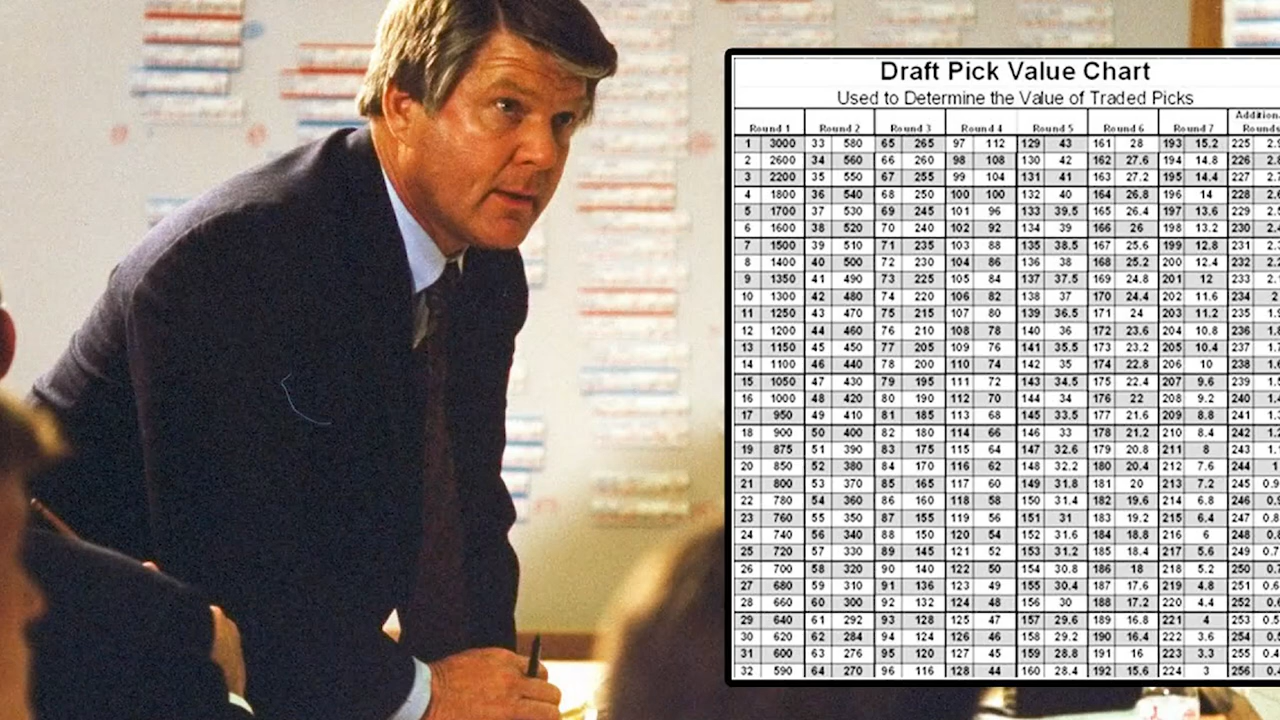 Draft Pick Value Chart
Used to Determine the Value of Traded Picks
Round 1 Round 2 Round 3 Round 4 Round 5 Round 6 Round 7
1 3000 33 580 65 265 97 112 129 43 161 28 193 15.2 225
2 2600 34 560 66 260 98 108 130 42 162 27.6 194 14.8 226
3 2200 35 550 67 255 99 104 131 41 163 27.2 195 14.4 227
4 1800 36 540 68 250 100 100 132 40 164 26.8 196 14 228
5 1700 37 530 69 245 101 96 133 39.5 165 26.4 197 13.6 229
6 1600 38 520 70 240 102 92 134 39 166 26 198 13.2 230
7 1500 39 510 71 235 103 88 135 38.5 167 25.6 199 12.8 231
8 1400 40 500 72 230 104 86 136 38 168 25.2 200 12.4 232
9 1350 41 490 73 225 105 84 137 37.5 169 24.8 201 12 233
10 1300 42 480 74 220 106 82 138 37 170 24.4 202 11.6 234
11 1250 43 470 75 215 107 80 139 36.5 171 24 203 11.2 235
12 1200 44 460 76 210 108 78 140 36 172 23.6 204 10.8 236
13 1150 45 450 77 205 109 76 141 35.5 173 23.2 205 10.4 237
14 1100 46 440 78 200 110 74 142 35 174 22.8 206 10 238
15 1050 47 430 79 195 111 72 143 34.5 175 22.4 207 9.6 239
16 1000 48 420 80 190 112 70 144 34 176 22 208 9.2 240
17 950 49 410 81 185 113 68 145 33.5 177 21.6 209 8.8 241
18 900 50 400 82 180 114 66 146 33 178 21.2 210 8.4 242
19 875 51 390 83 175 115 64 147 32.6 179 20.8 211 8 243
20 850 52 380 84 170 116 62 148 32.2 180 20.4 212 7.6 244
21 800 53 370 85 165 117 60 149 31.8 181 20 213 7.2 245
22 780 54 360 86 160 118 58 150 31.4 182 19.6 214 6.8 246
23 760 55 350 87 155 119 56 151 31 183 19.2 215 6.4 247
24 740 56 340 88 150 120 54 152 31.6 184 18.8 216 6 248
25 720 57 330 89 145 121 52 153 31.2 185 18.4 217 5.6 249
26 700 58 320 90 140 122 50 154 30.8 186 18 218 5.2 250
27 680 59 310 91 136 123 49 155 30.4 187 17.6 219 4.8 251
28 660 60 300 92 132 124 48 156 30 188 17.2 220 4.4 252
29 640 61 292 93 128 125 47 157 29.6 189 16.8 221 4 253
30 620 62 284 94 124 126 46 158 29.2 190 16.4 222 3.6 254
31 600 63 276 95 120 127 45 159 28.8 191 16 223 3.3 255
32 590 64 270 96 116 128 44 160 28.4 192 15.6 224 3 256